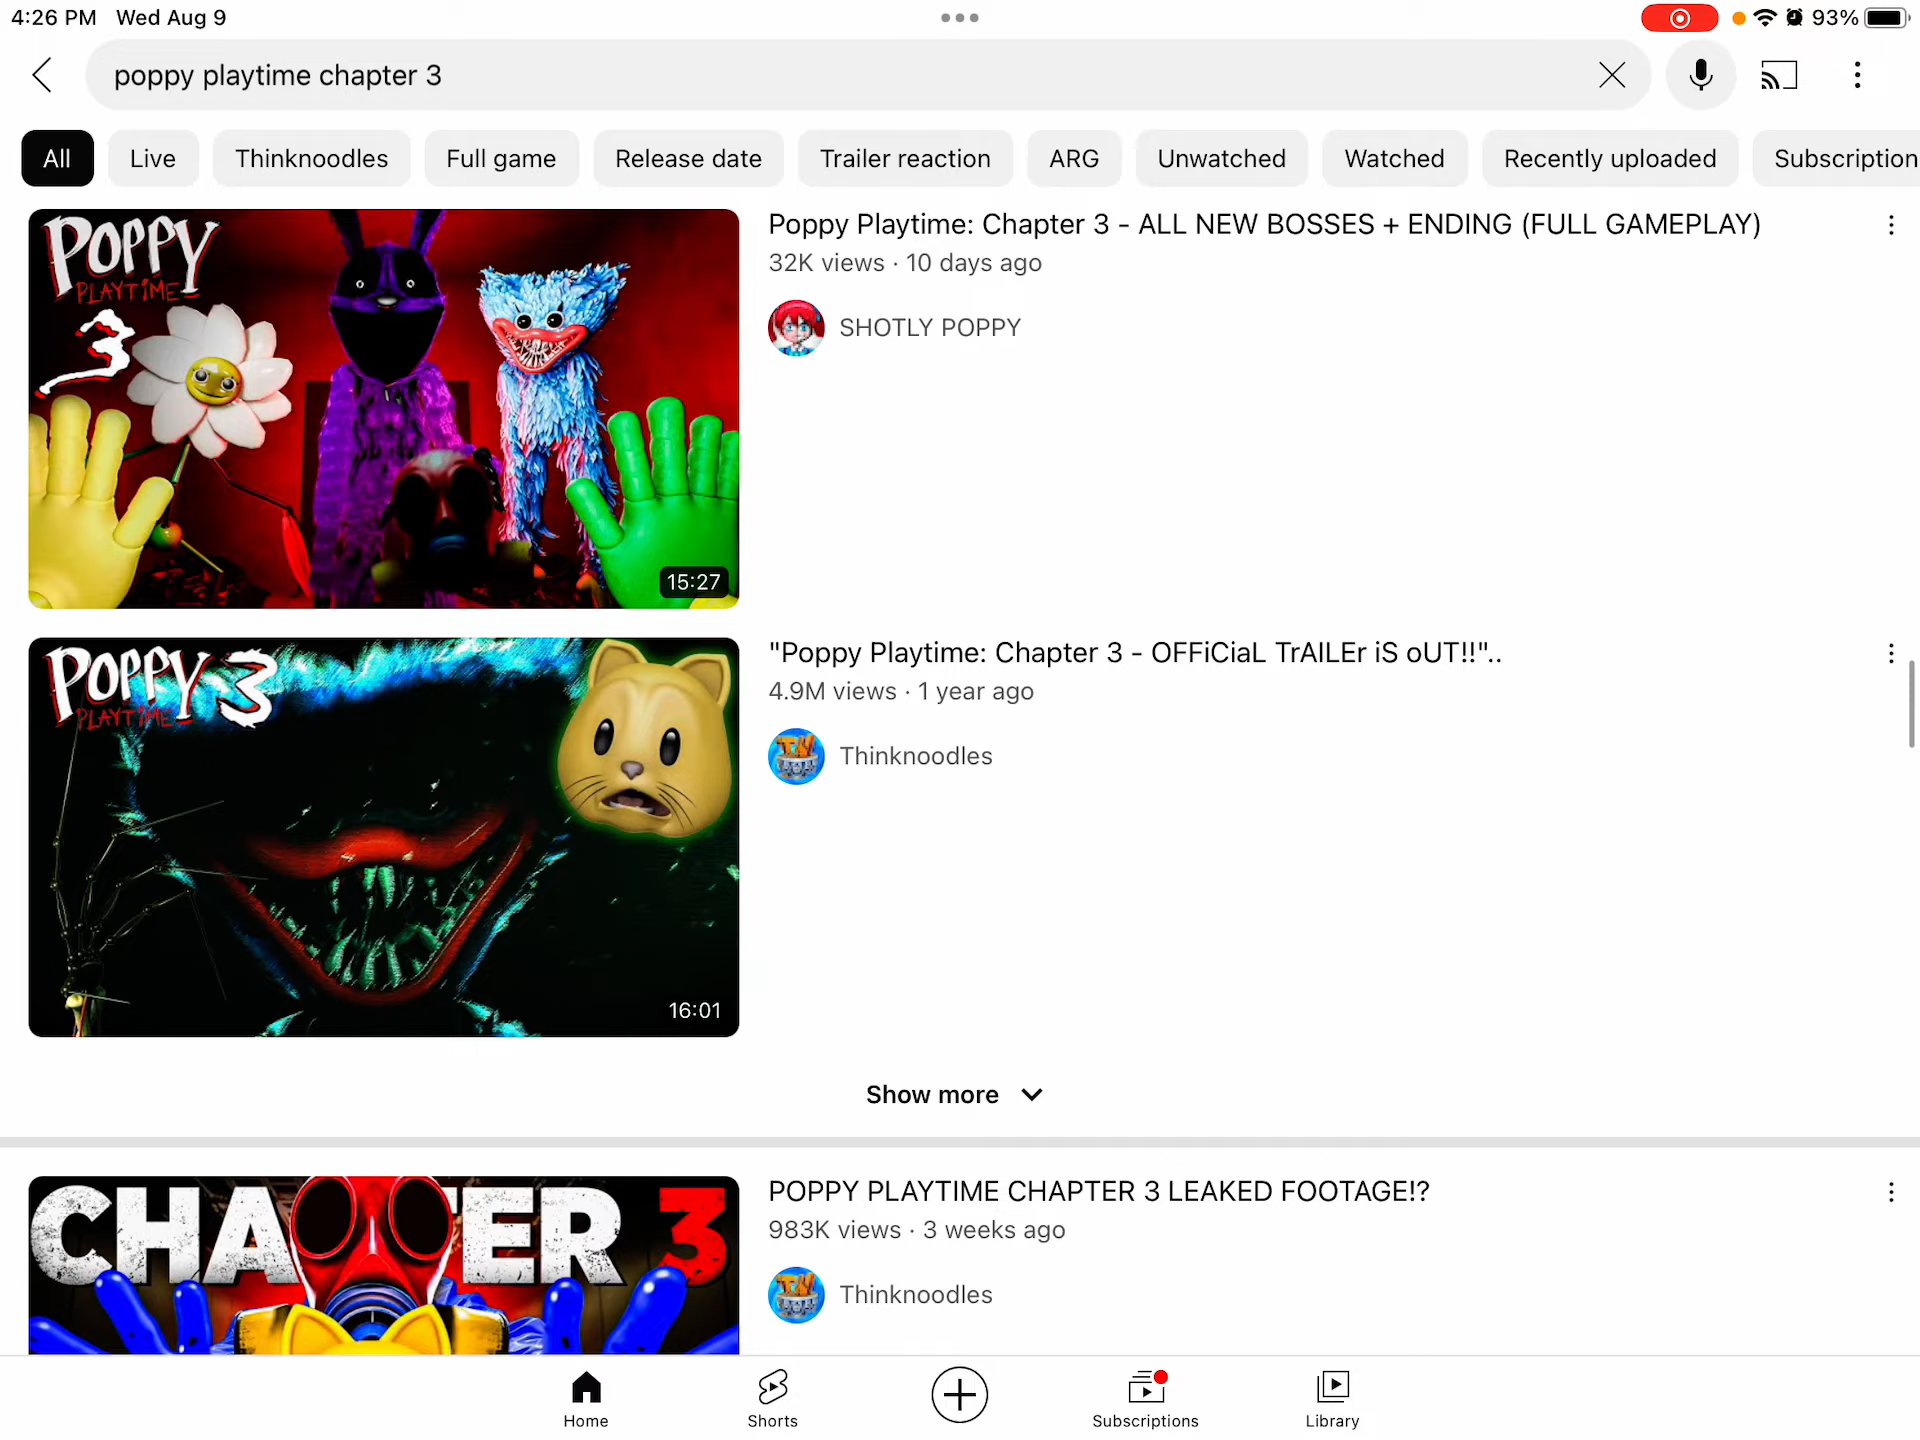 4:26 PM Wed Aug 9
93%
poppy playtime chapter 3
All Live Thinknoodles Full game Release date Trailer reaction ARG Unwatched Watched Recently uploaded Subscription
POPPY
PLAYTIME
3
15:27
Poppy Playtime: Chapter 3 - ALL NEW BOSSES + ENDING (FULL GAMEPLAY)
32K views · 10 days ago
SHOTLY POPPY
POPPY 3
PLAYTIME
16:01
"Poppy Playtime: Chapter 3 - OFFiCiaL TrAILEr iS oUT!!"..
4.9M views · 1 year ago
TN
Thinknoodles
Show more
CHA TER 3
POPPY PLAYTIME CHAPTER 3 LEAKED FOOTAGE!?
983K views · 3 weeks ago
TN
Thinknoodles
Home Shorts Subscriptions Library